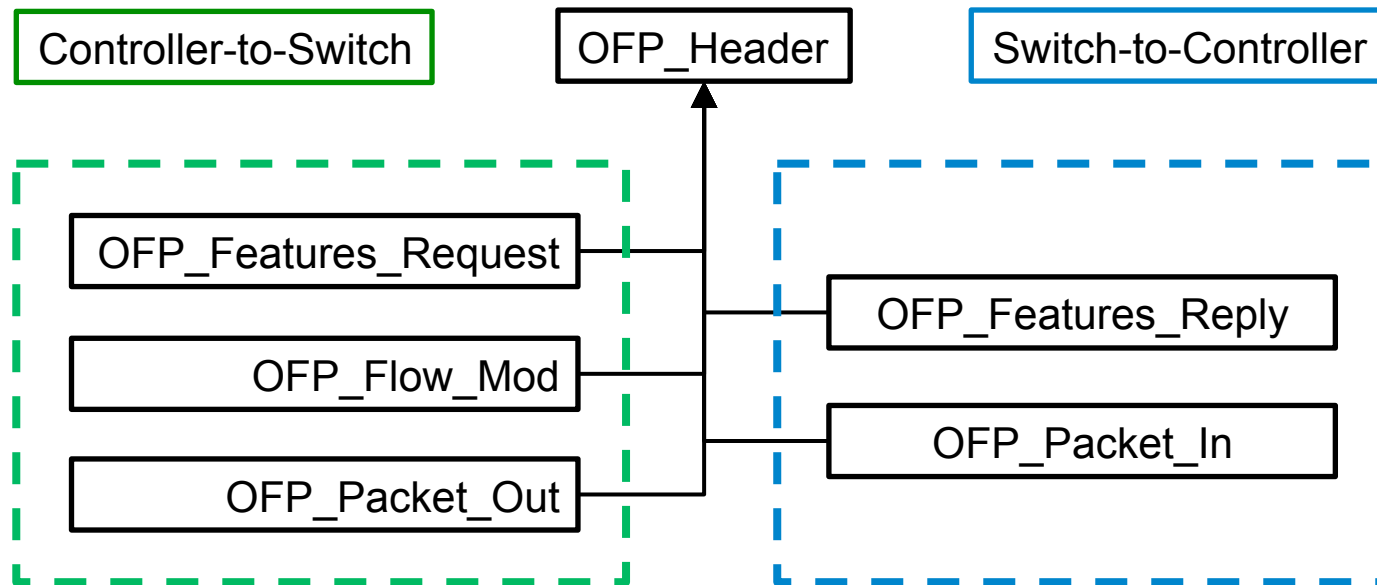 Controller-to-Switch
OFP_Header
Switch-to-Controller
OFP_Features_Request
OFP_Flow_Mod
OFP_Packet_Out
OFP_Features_Reply
OFP_Packet_In